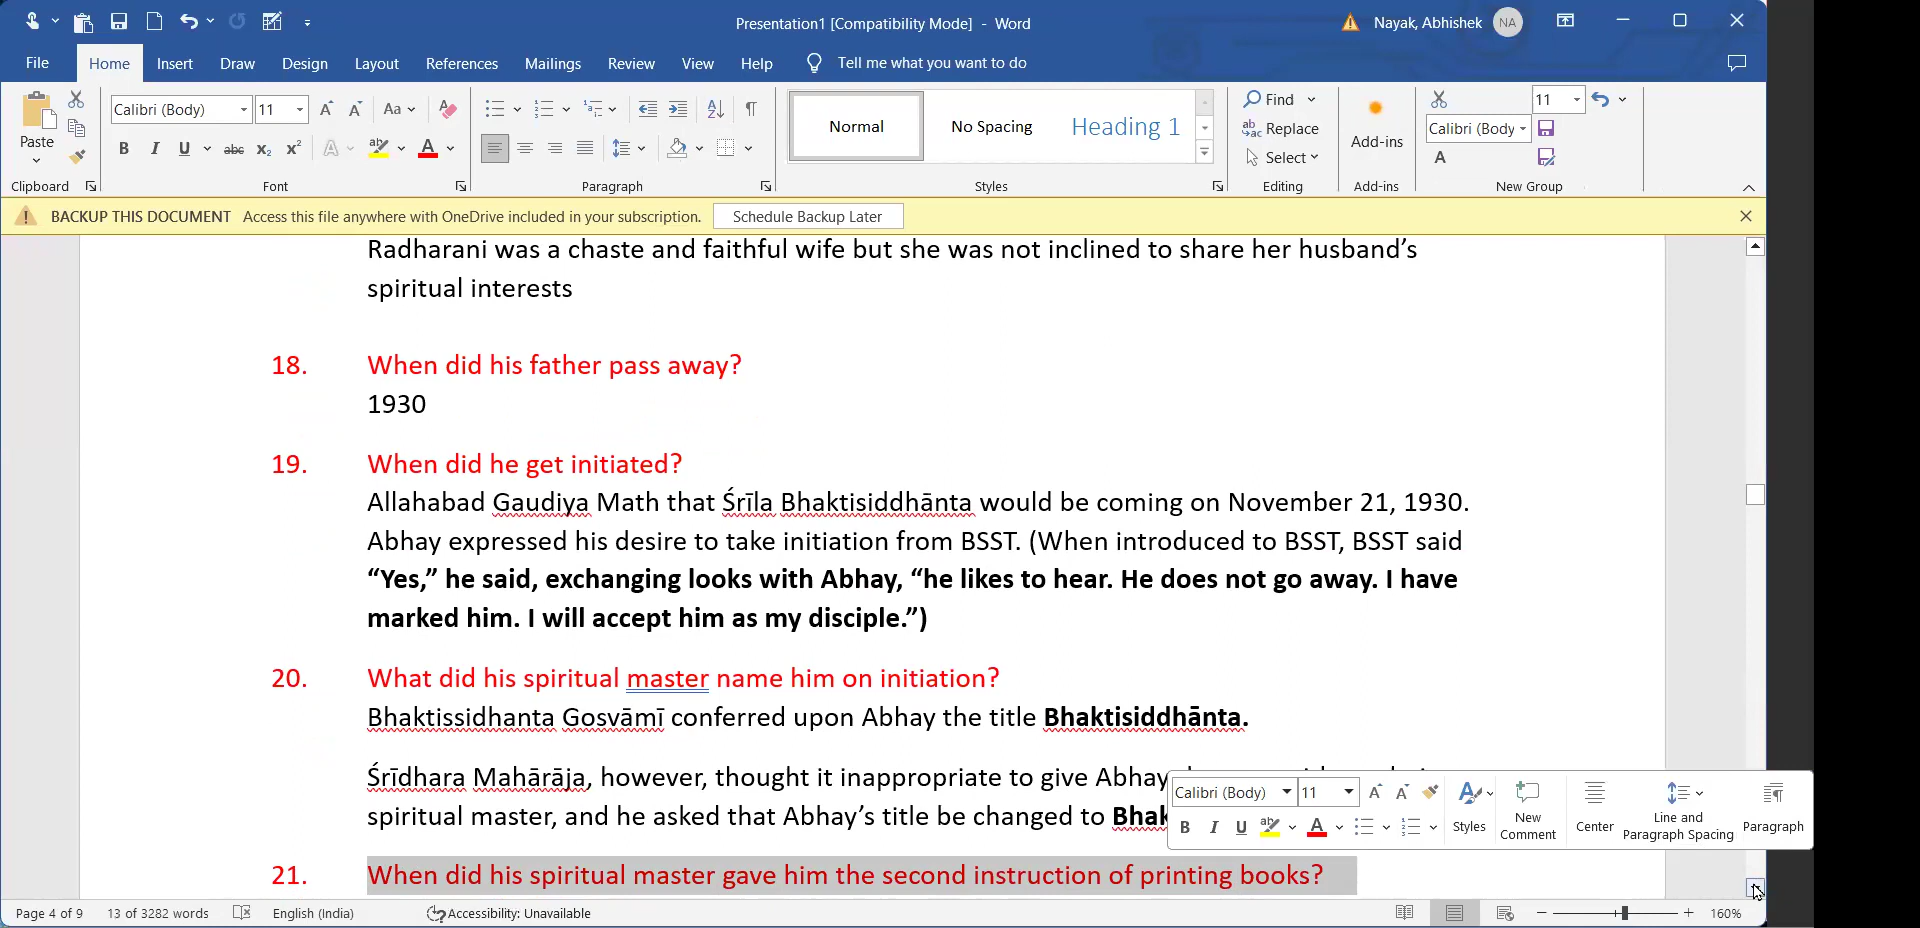 Presentation1 [Compatibility Mode] - Word
Nayak, Abhishek
NA
File Home Insert Draw Design Layout References Mailings Review View Help Tell me what you want to do
Calibri (Body) 11 Aa
Paste
B I U abc x₂ x² A ab A
Clipboard Font Paragraph
Normal No Spacing Heading 1
Styles
Find
Replace
Select
Editing
Add-ins
Add-ins
11
Calibri (Body
A
New Group
BACKUP THIS DOCUMENT Access this file anywhere with OneDrive included in your subscription. Schedule Backup Later
Radharani was a chaste and faithful wife but she was not inclined to share her husband’s
spiritual interests
18. When did his father pass away?
1930
19. When did he get initiated?
Allahabad Gaudiya Math that Śrīla Bhaktisiddhānta would be coming on November 21, 1930.
Abhay expressed his desire to take initiation from BSST. (When introduced to BSST, BSST said
“Yes,” he said, exchanging looks with Abhay, “he likes to hear. He does not go away. I have
marked him. I will accept him as my disciple.”)
20. What did his spiritual master name him on initiation?
Bhaktissidhanta Gosvāmī conferred upon Abhay the title Bhaktisiddhānta.
Śrīdhara Mahārāja, however, thought it inappropriate to give Abhay
spiritual master, and he asked that Abhay’s title be changed to
Calibri (Body) 11
B I U ab A
Styles
New
Comment
Center
Line and
Paragraph Spacing
Paragraph
21. When did his spiritual master gave him the second instruction of printing books?
Page 4 of 9 13 of 3282 words English (India) Accessibility: Unavailable 160%